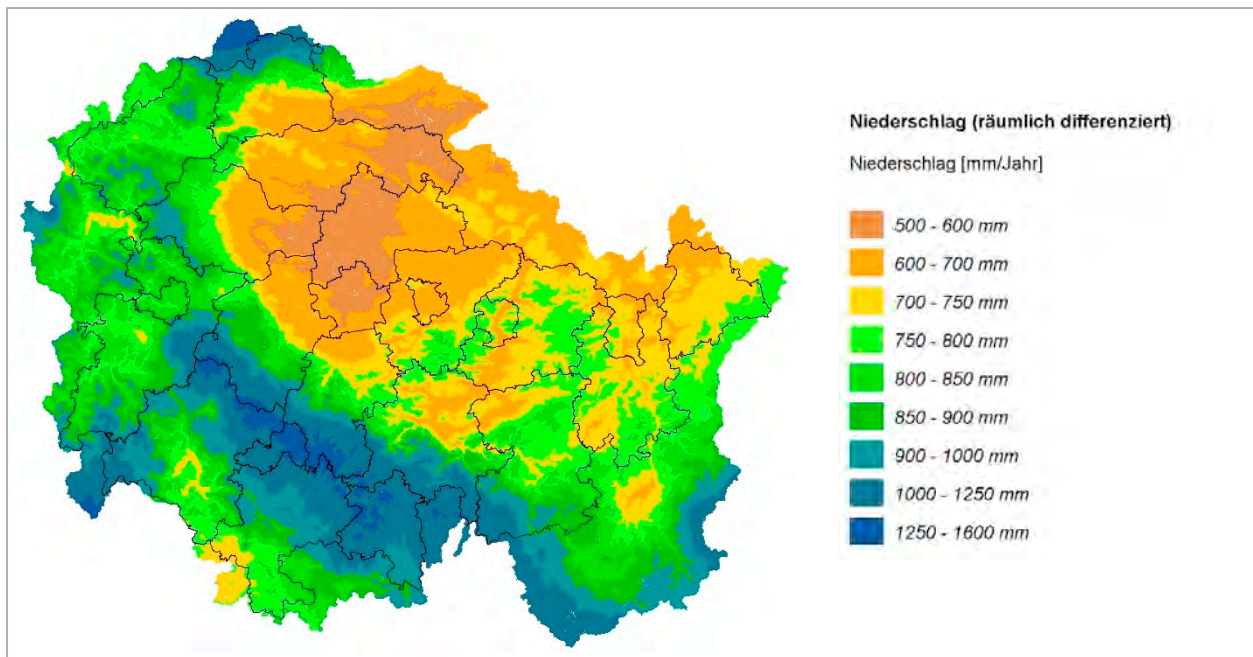 Niederschlag (räumlich differenziert)
Niederschlag [mm/Jahr]
500 - 600 mm
600 - 700 mm
700 - 750 mm
750 - 800 mm
800 - 850 mm
850 - 900 mm
900 - 1000 mm
1000 - 1250 mm
1250 - 1600 mm